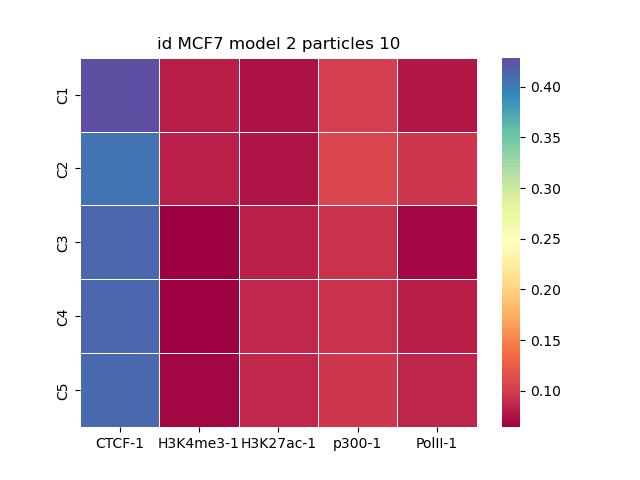 id MCF7 model 2 particles 10
C1
C2
C3
C4
C5
CTCF-1 H3K4me3-1 H3K27ac-1 p300-1 PolII-1
0.40
0.35
0.30
0.25
0.20
0.15
0.10